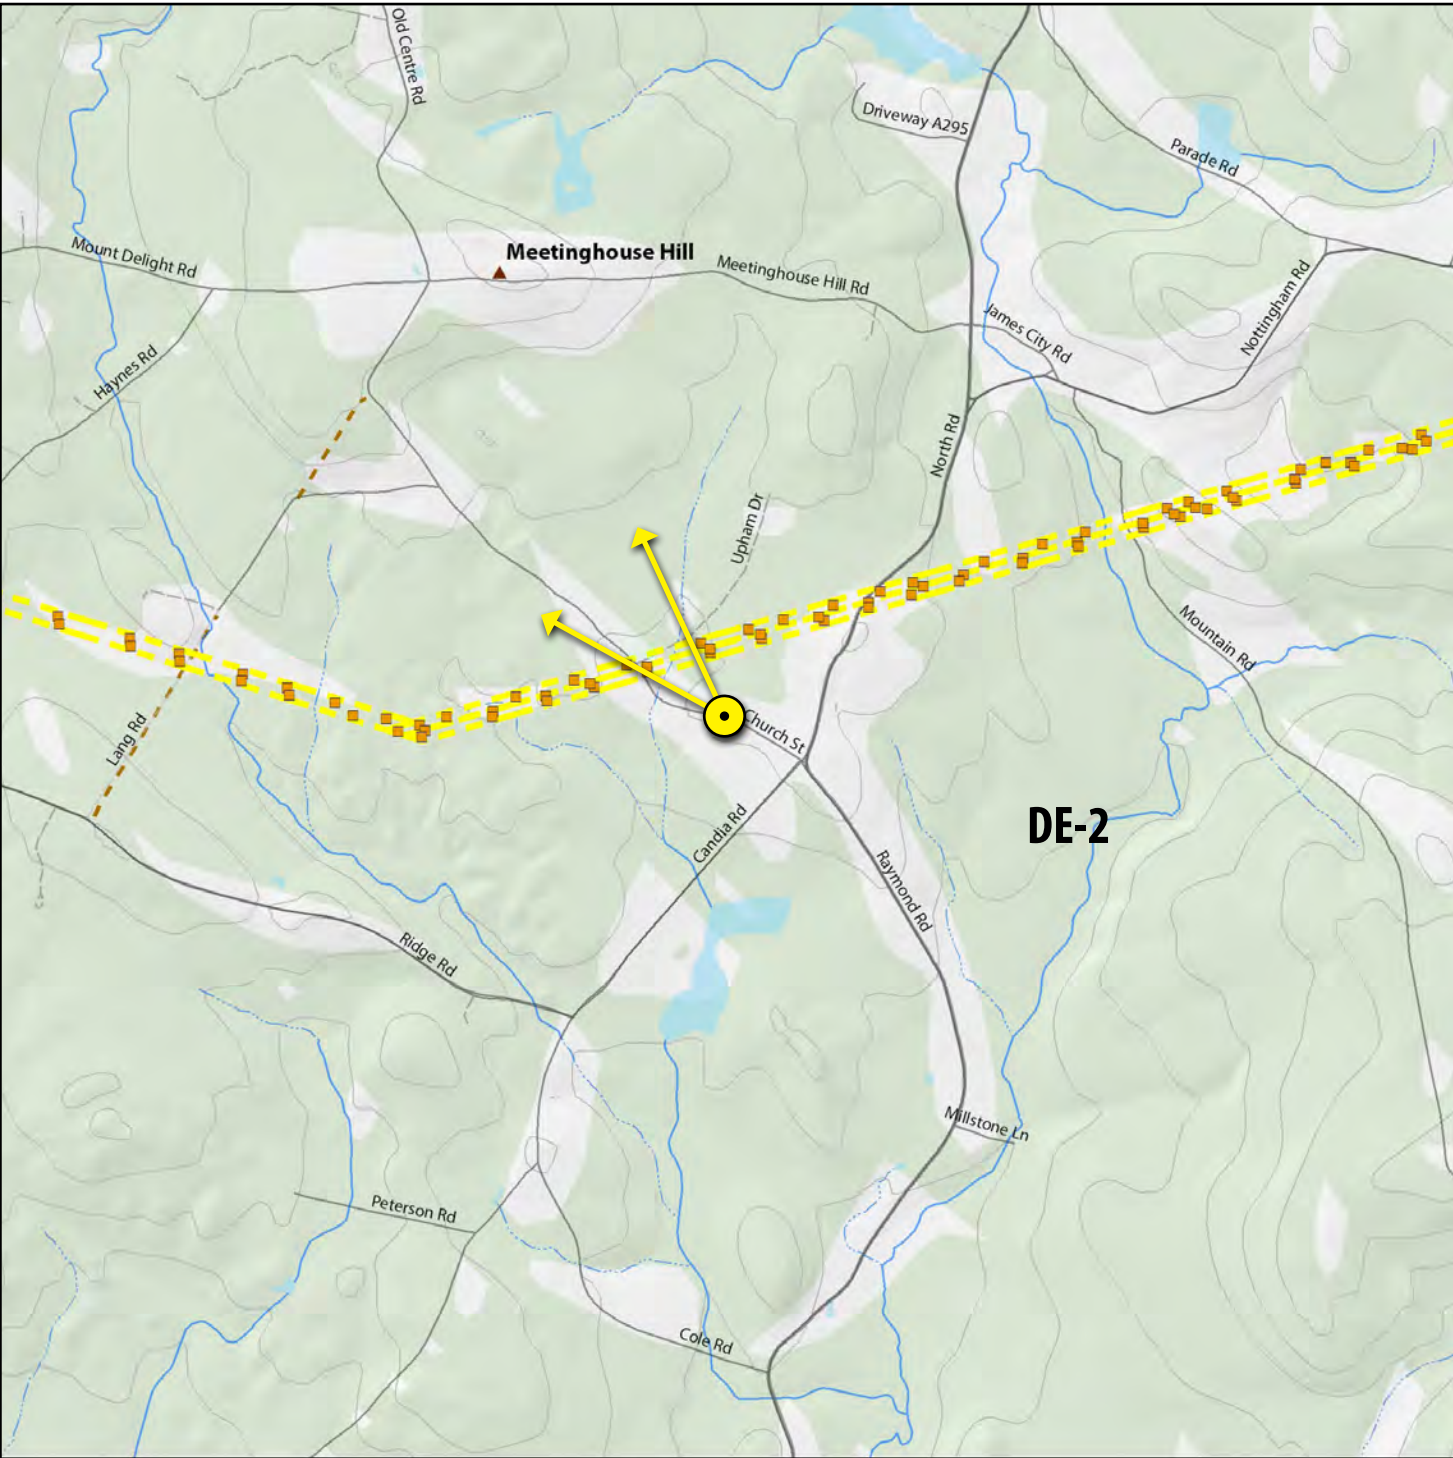 Old Centre Rd
Driveway A295
Parade Rd
Mount Delight Rd
Meetinghouse Hill
Meetinghouse Hill Rd
Nottingham Rd
James City Rd
Haynes Rd
North Rd
Upham Dr
Mountain Rd
Lang Rd
Church St
Candia Rd
DE-2
Raymond Rd
Ridge Rd
Millstone Ln
Peterson Rd
Cole Rd